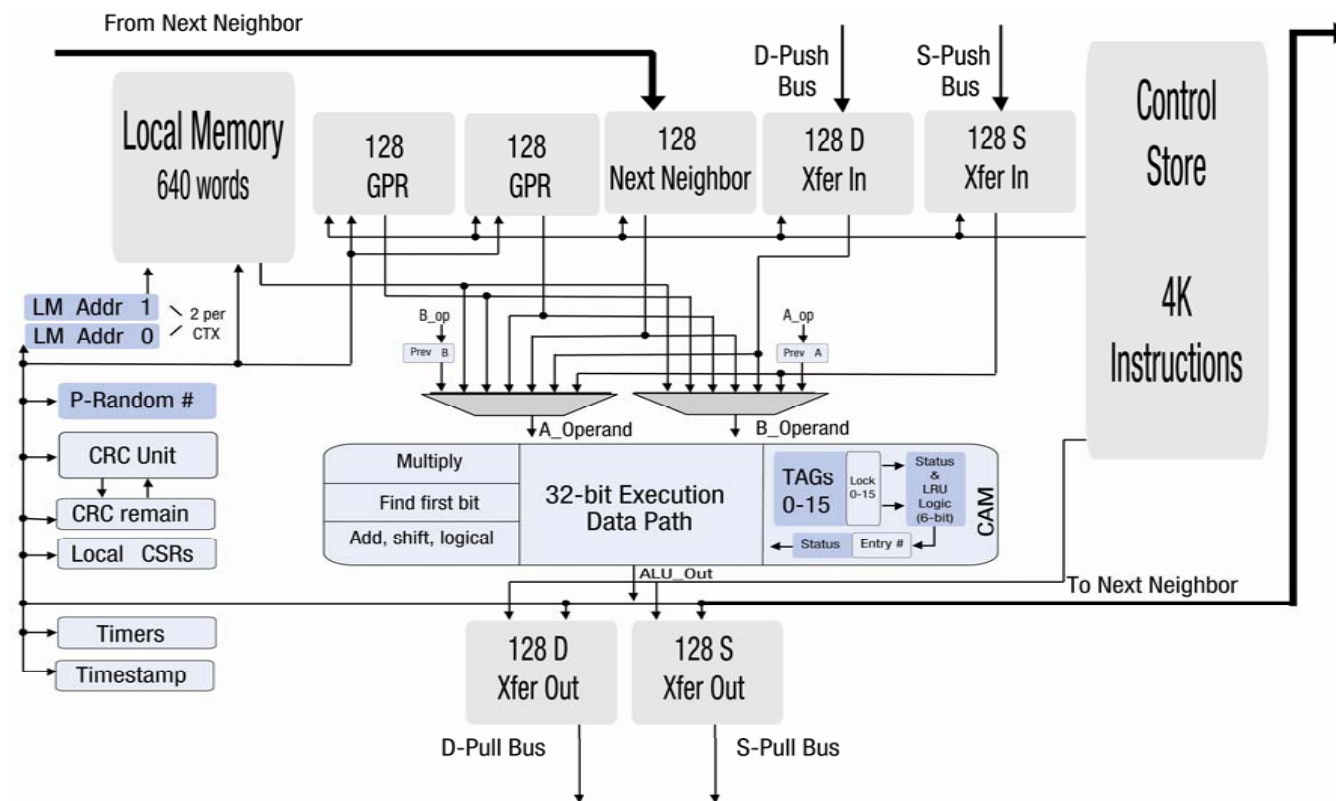 From Next Neighbor
D-Push
Bus
S-Push
Bus
Local Memory
640 words
128
GPR
128
GPR
128
Next Neighbor
128 D
Xfer In
128 S
Xfer In
Control
Store
4K
Instructions
LM Addr 1
LM Addr 0
2 per
CTX
B_op
Prev B
A_op
Prev A
P-Random #
A_Operand
B_Operand
CRC Unit
CRC remain
Local CSRs
Multiply
Find first bit
Add, shift, logical
32-bit Execution
Data Path
TAGs
0-15
Lock
0-15
Status
&
LRU
Logic
(6-bit)
Status
Entry #
CAM
ALU_Out
To Next Neighbor
Timers
Timestamp
128 D
Xfer Out
128 S
Xfer Out
D-Pull Bus
S-Pull Bus